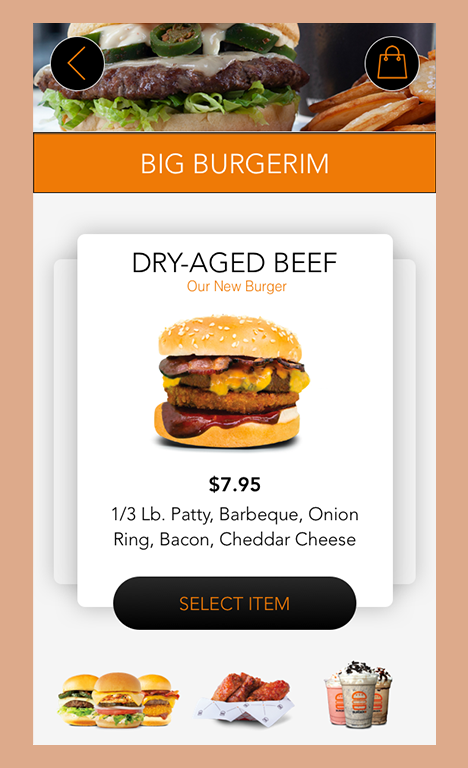 BIG BURGERIM
DRY-AGED BEEF
Our New Burger
$7.95
1/3 Lb. Patty, Barbeque, Onion
Ring, Bacon, Cheddar Cheese
SELECT ITEM